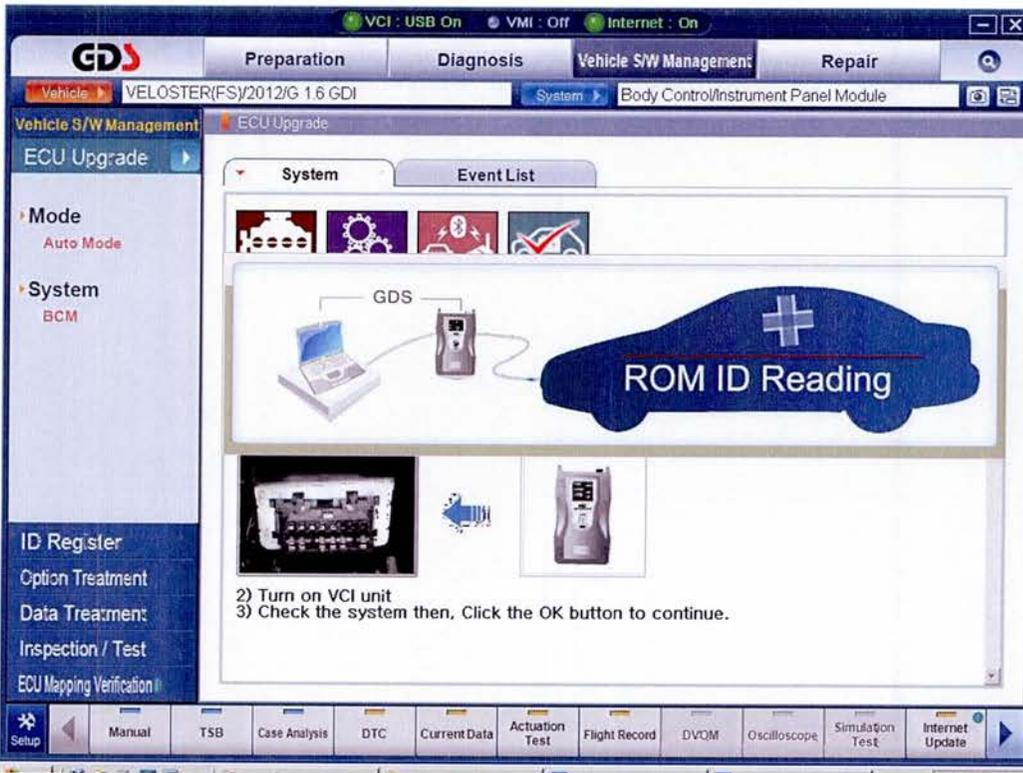 VCI : USB On VMI : Off Internet : On
GDS
Preparation
Diagnosis
Vehicle S/W Management
Repair
Vehicle
VELOSTER(FS)/2012/G 1.6 GDI
System
Body Control/Instrument Panel Module
Vehicle S/W Management
ECU Upgrade
ECU Upgrade
System
Event List
Mode
Auto Mode
System
BCM
GDS
ROM ID Reading
2) Turn on VCI unit
3) Check the system then, Click the OK button to continue.
ID Register
Option Treatment
Data Treatment
Inspection / Test
ECU Mapping Verification
Setup
Manual
TSB
Case Analysis
DTC
Current Data
Actuation Test
Flight Record
DVOM
Oscilloscope
Simulation Test
Internet Update